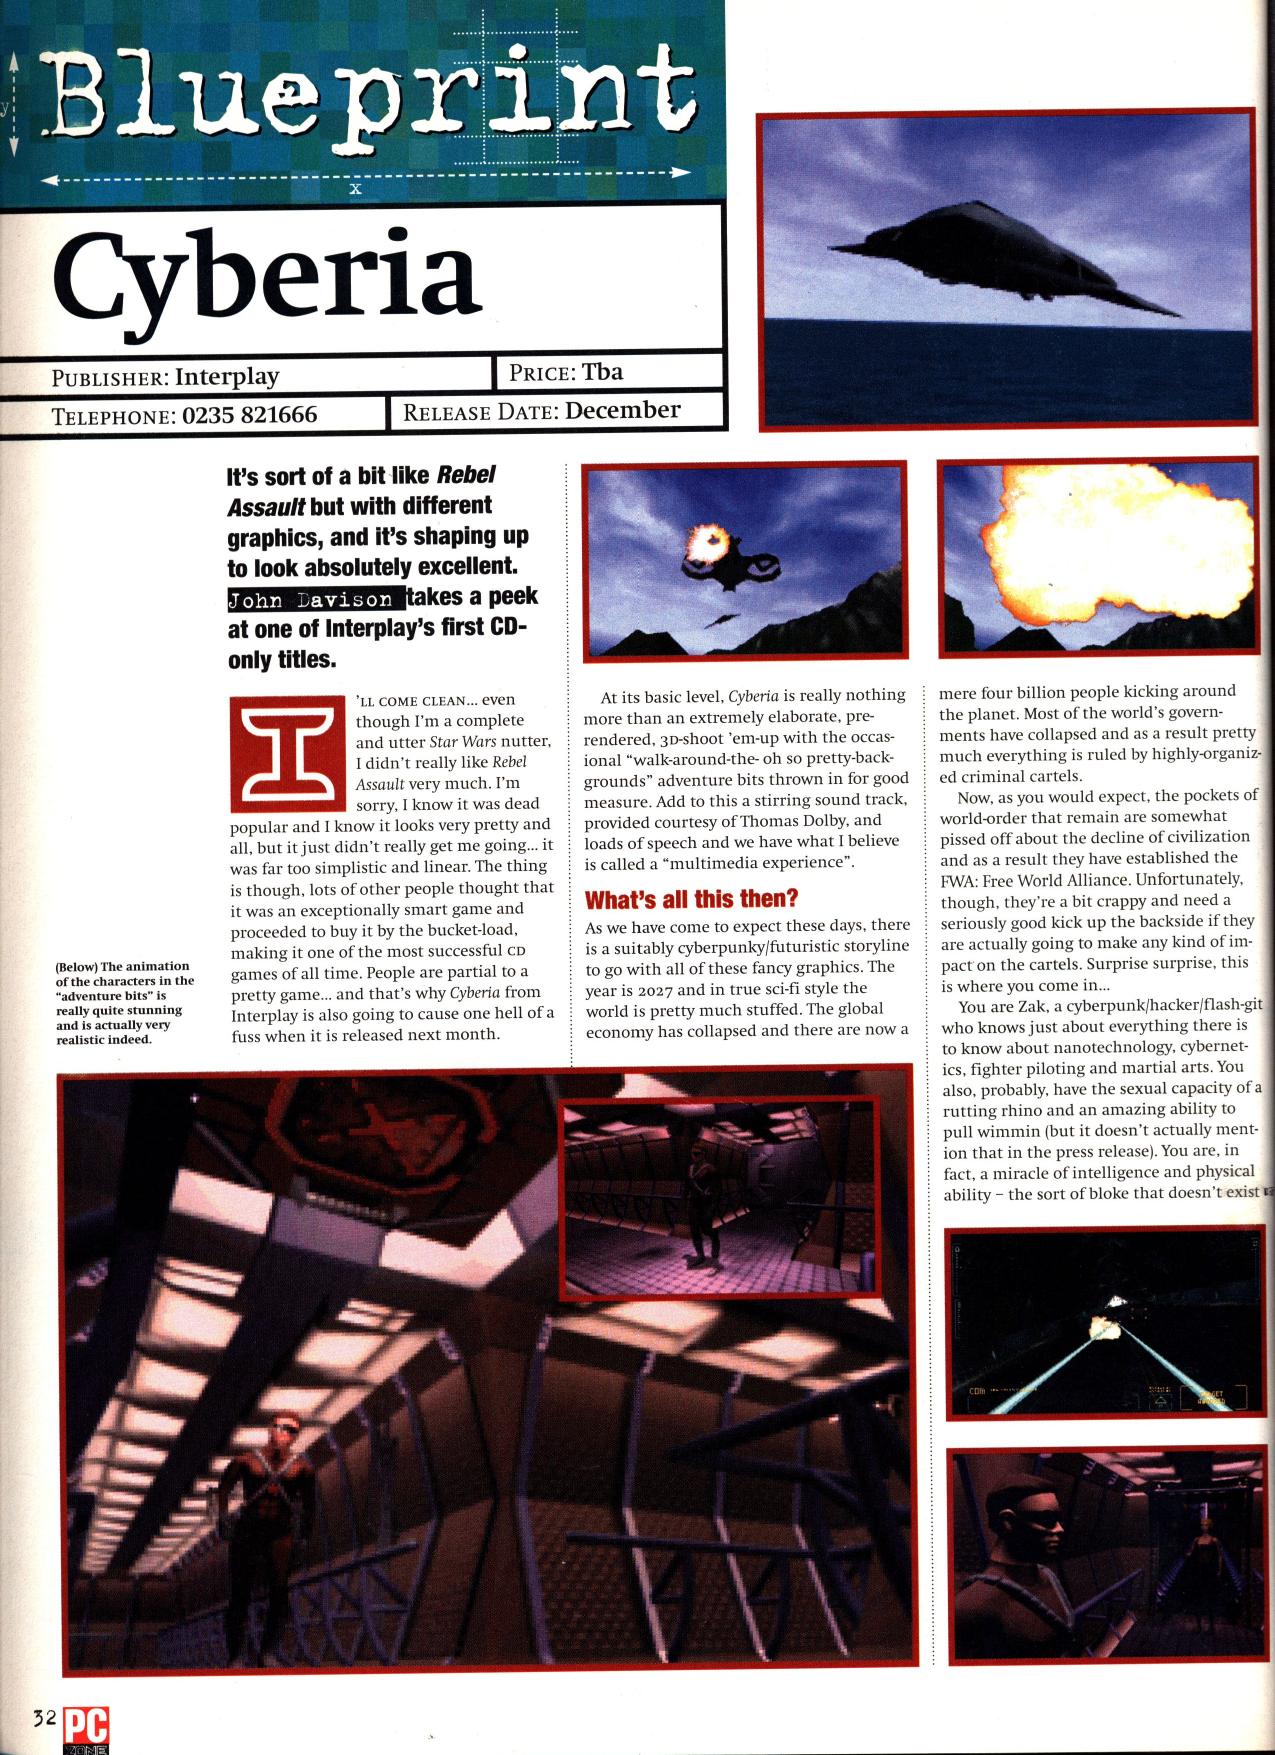 Blueprint
y
x
Cyberia
PUBLISHER: Interplay
PRICE: Tba
TELEPHONE: 0235 821666
RELEASE DATE: December
It's sort of a bit like Rebel
Assault but with different
graphics, and it's shaping up
to look absolutely excellent.
John Davison takes a peek
at one of Interplay's first CD-
only titles.
I'LL COME CLEAN... even
though I'm a complete
and utter Star Wars nutter,
I didn't really like Rebel
Assault very much. I'm
sorry, I know it was dead
popular and I know it looks very pretty and
all, but it just didn't really get me going... it
was far too simplistic and linear. The thing
is though, lots of other people thought that
it was an exceptionally smart game and
proceeded to buy it by the bucket-load,
making it one of the most successful CD
games of all time. People are partial to a
pretty game... and that's why Cyberia from
Interplay is also going to cause one hell of a
fuss when it is released next month.
(Below) The animation
of the characters in the
"adventure bits" is
really quite stunning
and is actually very
realistic indeed.
At its basic level, Cyberia is really nothing
more than an extremely elaborate, pre-
rendered, 3D-shoot 'em-up with the occas-
ional "walk-around-the- oh so pretty-back-
grounds" adventure bits thrown in for good
measure. Add to this a stirring sound track,
provided courtesy of Thomas Dolby, and
loads of speech and we have what I believe
is called a "multimedia experience".
What's all this then?
As we have come to expect these days, there
is a suitably cyberpunky/futuristic storyline
to go with all of these fancy graphics. The
year is 2027 and in true sci-fi style the
world is pretty much stuffed. The global
economy has collapsed and there are now a
mere four billion people kicking around
the planet. Most of the world's govern-
ments have collapsed and as a result pretty
much everything is ruled by highly-organiz-
ed criminal cartels.
Now, as you would expect, the pockets of
world-order that remain are somewhat
pissed off about the decline of civilization
and as a result they have established the
FWA: Free World Alliance. Unfortunately,
though, they're a bit crappy and need a
seriously good kick up the backside if they
are actually going to make any kind of im-
pact on the cartels. Surprise surprise, this
is where you come in...
You are Zak, a cyberpunk/hacker/flash-git
who knows just about everything there is
to know about nanotechnology, cybernet-
ics, fighter piloting and martial arts. You
also, probably, have the sexual capacity of a
rutting rhino and an amazing ability to
pull wimmin (but it doesn't actually ment-
ion that in the press release). You are, in
fact, a miracle of intelligence and physical
ability – the sort of bloke that doesn't exist
COM
32
PC
ZONE